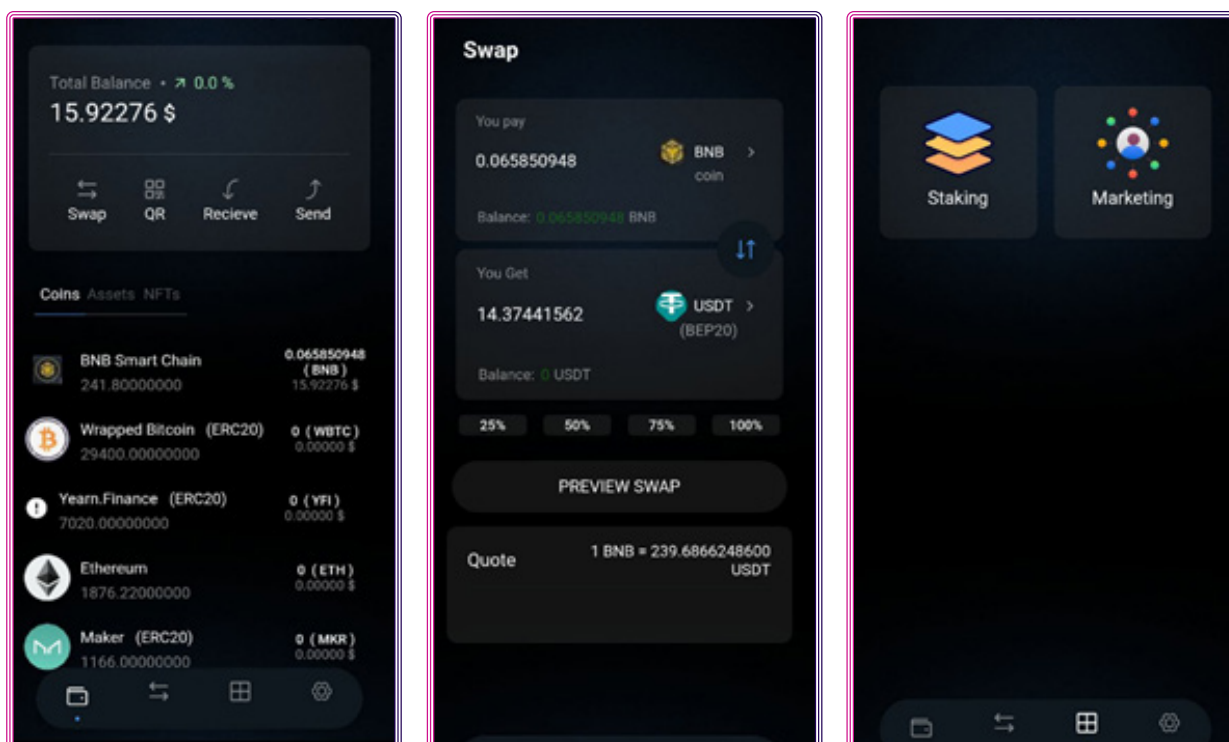 Total Balance • ↗ 0.0 %
15.92276 $
Swap QR Recieve Send
Coins Assets NFTs
BNB Smart Chain 0.065850948
( BNB )
241.80000000 15.92276 $
Wrapped Bitcoin (ERC20) 0 ( WBTC )
29400.00000000 0.00000 $
Yearn.Finance (ERC20) 0 ( YFI )
7020.00000000 0.00000 $
Ethereum 0 ( ETH )
1876.22000000 0.00000 $
Maker (ERC20) 0 ( MKR )
1166.00000000 0.00000 $
Swap
You pay
0.065850948 BNB >
coin
Balance: 0.065850948 BNB
You Get
14.37441562 USDT >
(BEP20)
Balance: 0 USDT
25% 50% 75% 100%
PREVIEW SWAP
Quote 1 BNB = 239.6866248600
USDT
Staking Marketing